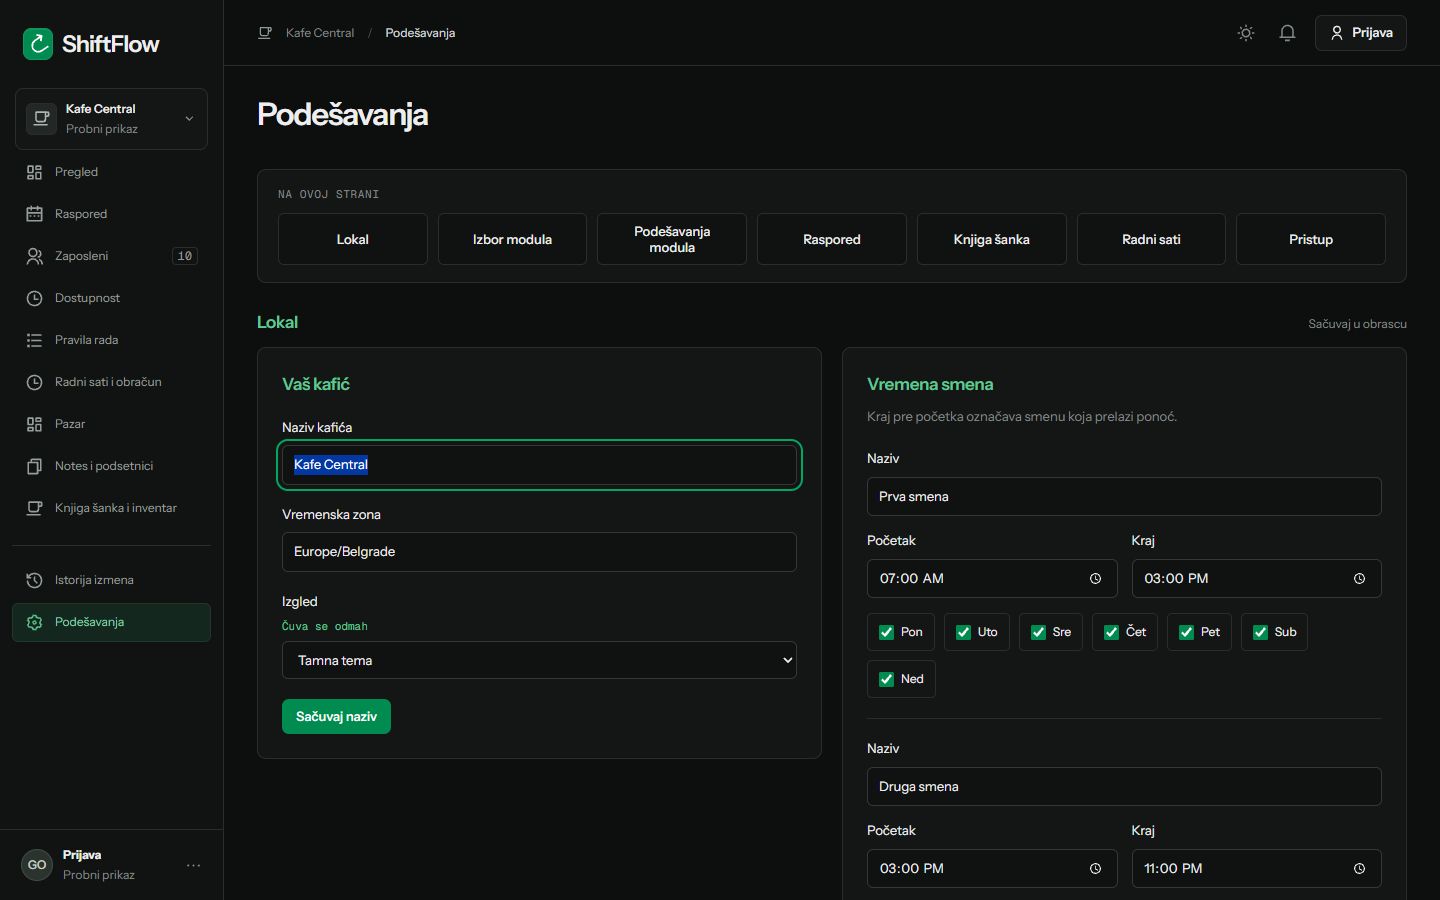 ShiftFlow
Kafe Central
Probni prikaz
Pregled
Raspored
Zaposleni 10
Dostupnost
Pravila rada
Radni sati i obračun
Pazar
Notes i podsetnici
Knjiga šanka i inventar
Istorija izmena
Podešavanja
GO
Prijava
Probni prikaz
Kafe Central / Podešavanja
Prijava
Podešavanja
NA OVOJ STRANI
Lokal
Izbor modula
Podešavanja
modula
Raspored
Knjiga šanka
Radni sati
Pristup
Lokal
Sačuvaj u obrascu
Vaš kafić
Naziv kafića
Kafe Central
Vremenska zona
Europe/Belgrade
Izgled
Čuva se odmah
Tamna tema
Sačuvaj naziv
Vremena smena
Kraj pre početka označava smenu koja prelazi ponoć.
Naziv
Prva smena
Početak Kraj
07:00 AM 03:00 PM
Pon Uto Sre Čet Pet Sub
Ned
Naziv
Druga smena
Početak Kraj
03:00 PM 11:00 PM